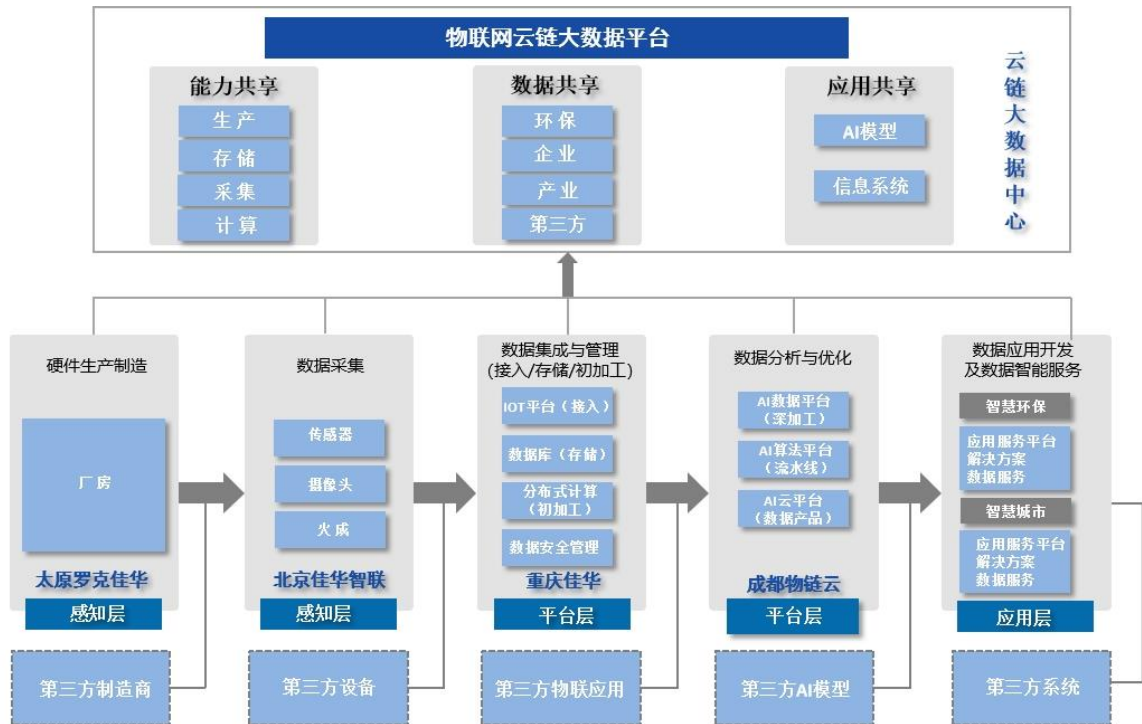 物联网云链大数据平台
云链大数据中心
能力共享
生产
存储
采集
计算
数据共享
环保
企业
产业
第三方
应用共享
AI模型
信息系统
硬件生产制造
厂房
太原罗克佳华
感知层
第三方制造商
数据采集
传感器
摄像头
火成
北京佳华智联
感知层
第三方设备
数据集成与管理
(接入/存储/初加工)
IOT平台（接入）
数据库（存储）
分布式计算
（初加工）
数据安全管理
重庆佳华
平台层
第三方物联应用
数据分析与优化
AI数据平台
（深加工）
AI算法平台
（流水线）
AI云平台
（数据产品）
成都物链云
平台层
第三方AI模型
数据应用开发
及数据智能服务
智慧环保
应用服务平台
解决方案
数据服务
智慧城市
应用服务平台
解决方案
数据服务
应用层
第三方系统